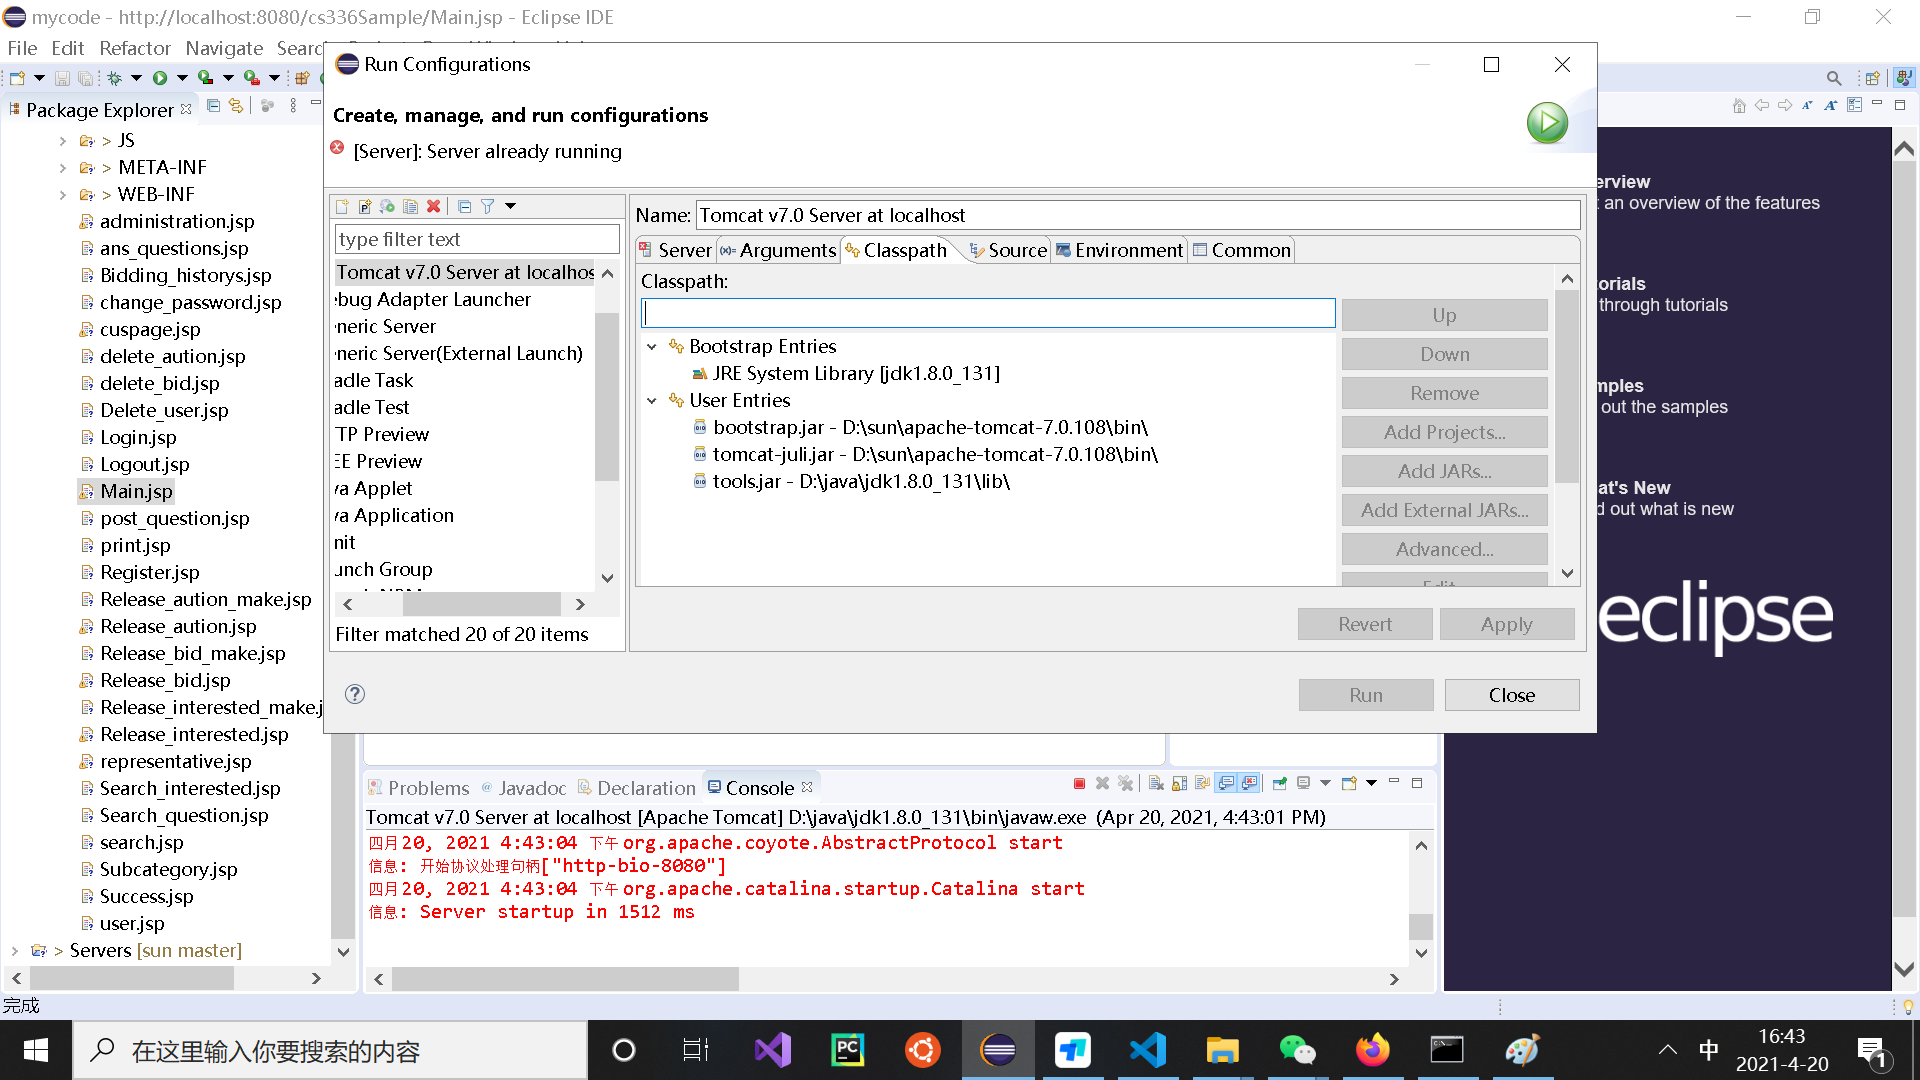 mycode - http://localhost:8080/cs336Sample/Main.jsp - Eclipse IDE
File Edit Refactor Navigate
Run Configurations
Create, manage, and run configurations
[Server]: Server already running
Package Explorer
> JS
> META-INF
> WEB-INF
administration.jsp
ans_questions.jsp
Bidding_historys.jsp
change_password.jsp
cuspage.jsp
delete_aution.jsp
delete_bid.jsp
Delete_user.jsp
Login.jsp
Logout.jsp
Main.jsp
post_question.jsp
print.jsp
Register.jsp
Release_aution_make.jsp
Release_aution.jsp
Release_bid_make.jsp
Release_bid.jsp
Release_interested_make.j
Release_interested.jsp
representative.jsp
Search_interested.jsp
Search_question.jsp
search.jsp
Subcategory.jsp
Success.jsp
user.jsp
> Servers [sun master]
type filter text
Tomcat v7.0 Server at localhos
ebug Adapter Launcher
neric Server
neric Server(External Launch)
adle Task
adle Test
TP Preview
EE Preview
va Applet
va Application
nit
unch Group
Filter matched 20 of 20 items
Name: Tomcat v7.0 Server at localhost
Server Arguments Classpath Source Environment Common
Classpath:
Bootstrap Entries
JRE System Library [jdk1.8.0_131]
User Entries
bootstrap.jar - D:\sun\apache-tomcat-7.0.108\bin\
tomcat-juli.jar - D:\sun\apache-tomcat-7.0.108\bin\
tools.jar - D:\java\jdk1.8.0_131\lib\
Up
Down
Remove
Add Projects...
Add JARs...
Add External JARs...
Advanced...
Revert Apply
Run Close
erview
t an overview of the features
orials
through tutorials
mples
out the samples
at's New
d out what is new
eclipse
Problems Javadoc Declaration Console
Tomcat v7.0 Server at localhost [Apache Tomcat] D:\java\jdk1.8.0_131\bin\javaw.exe (Apr 20, 2021, 4:43:01 PM)
四月 20, 2021 4:43:04 下午 org.apache.coyote.AbstractProtocol start
信息: 开始协议处理句柄["http-bio-8080"]
四月 20, 2021 4:43:04 下午 org.apache.catalina.startup.Catalina start
信息: Server startup in 1512 ms
完成
在这里输入你要搜索的内容
PC
中
16:43
2021-4-20
1